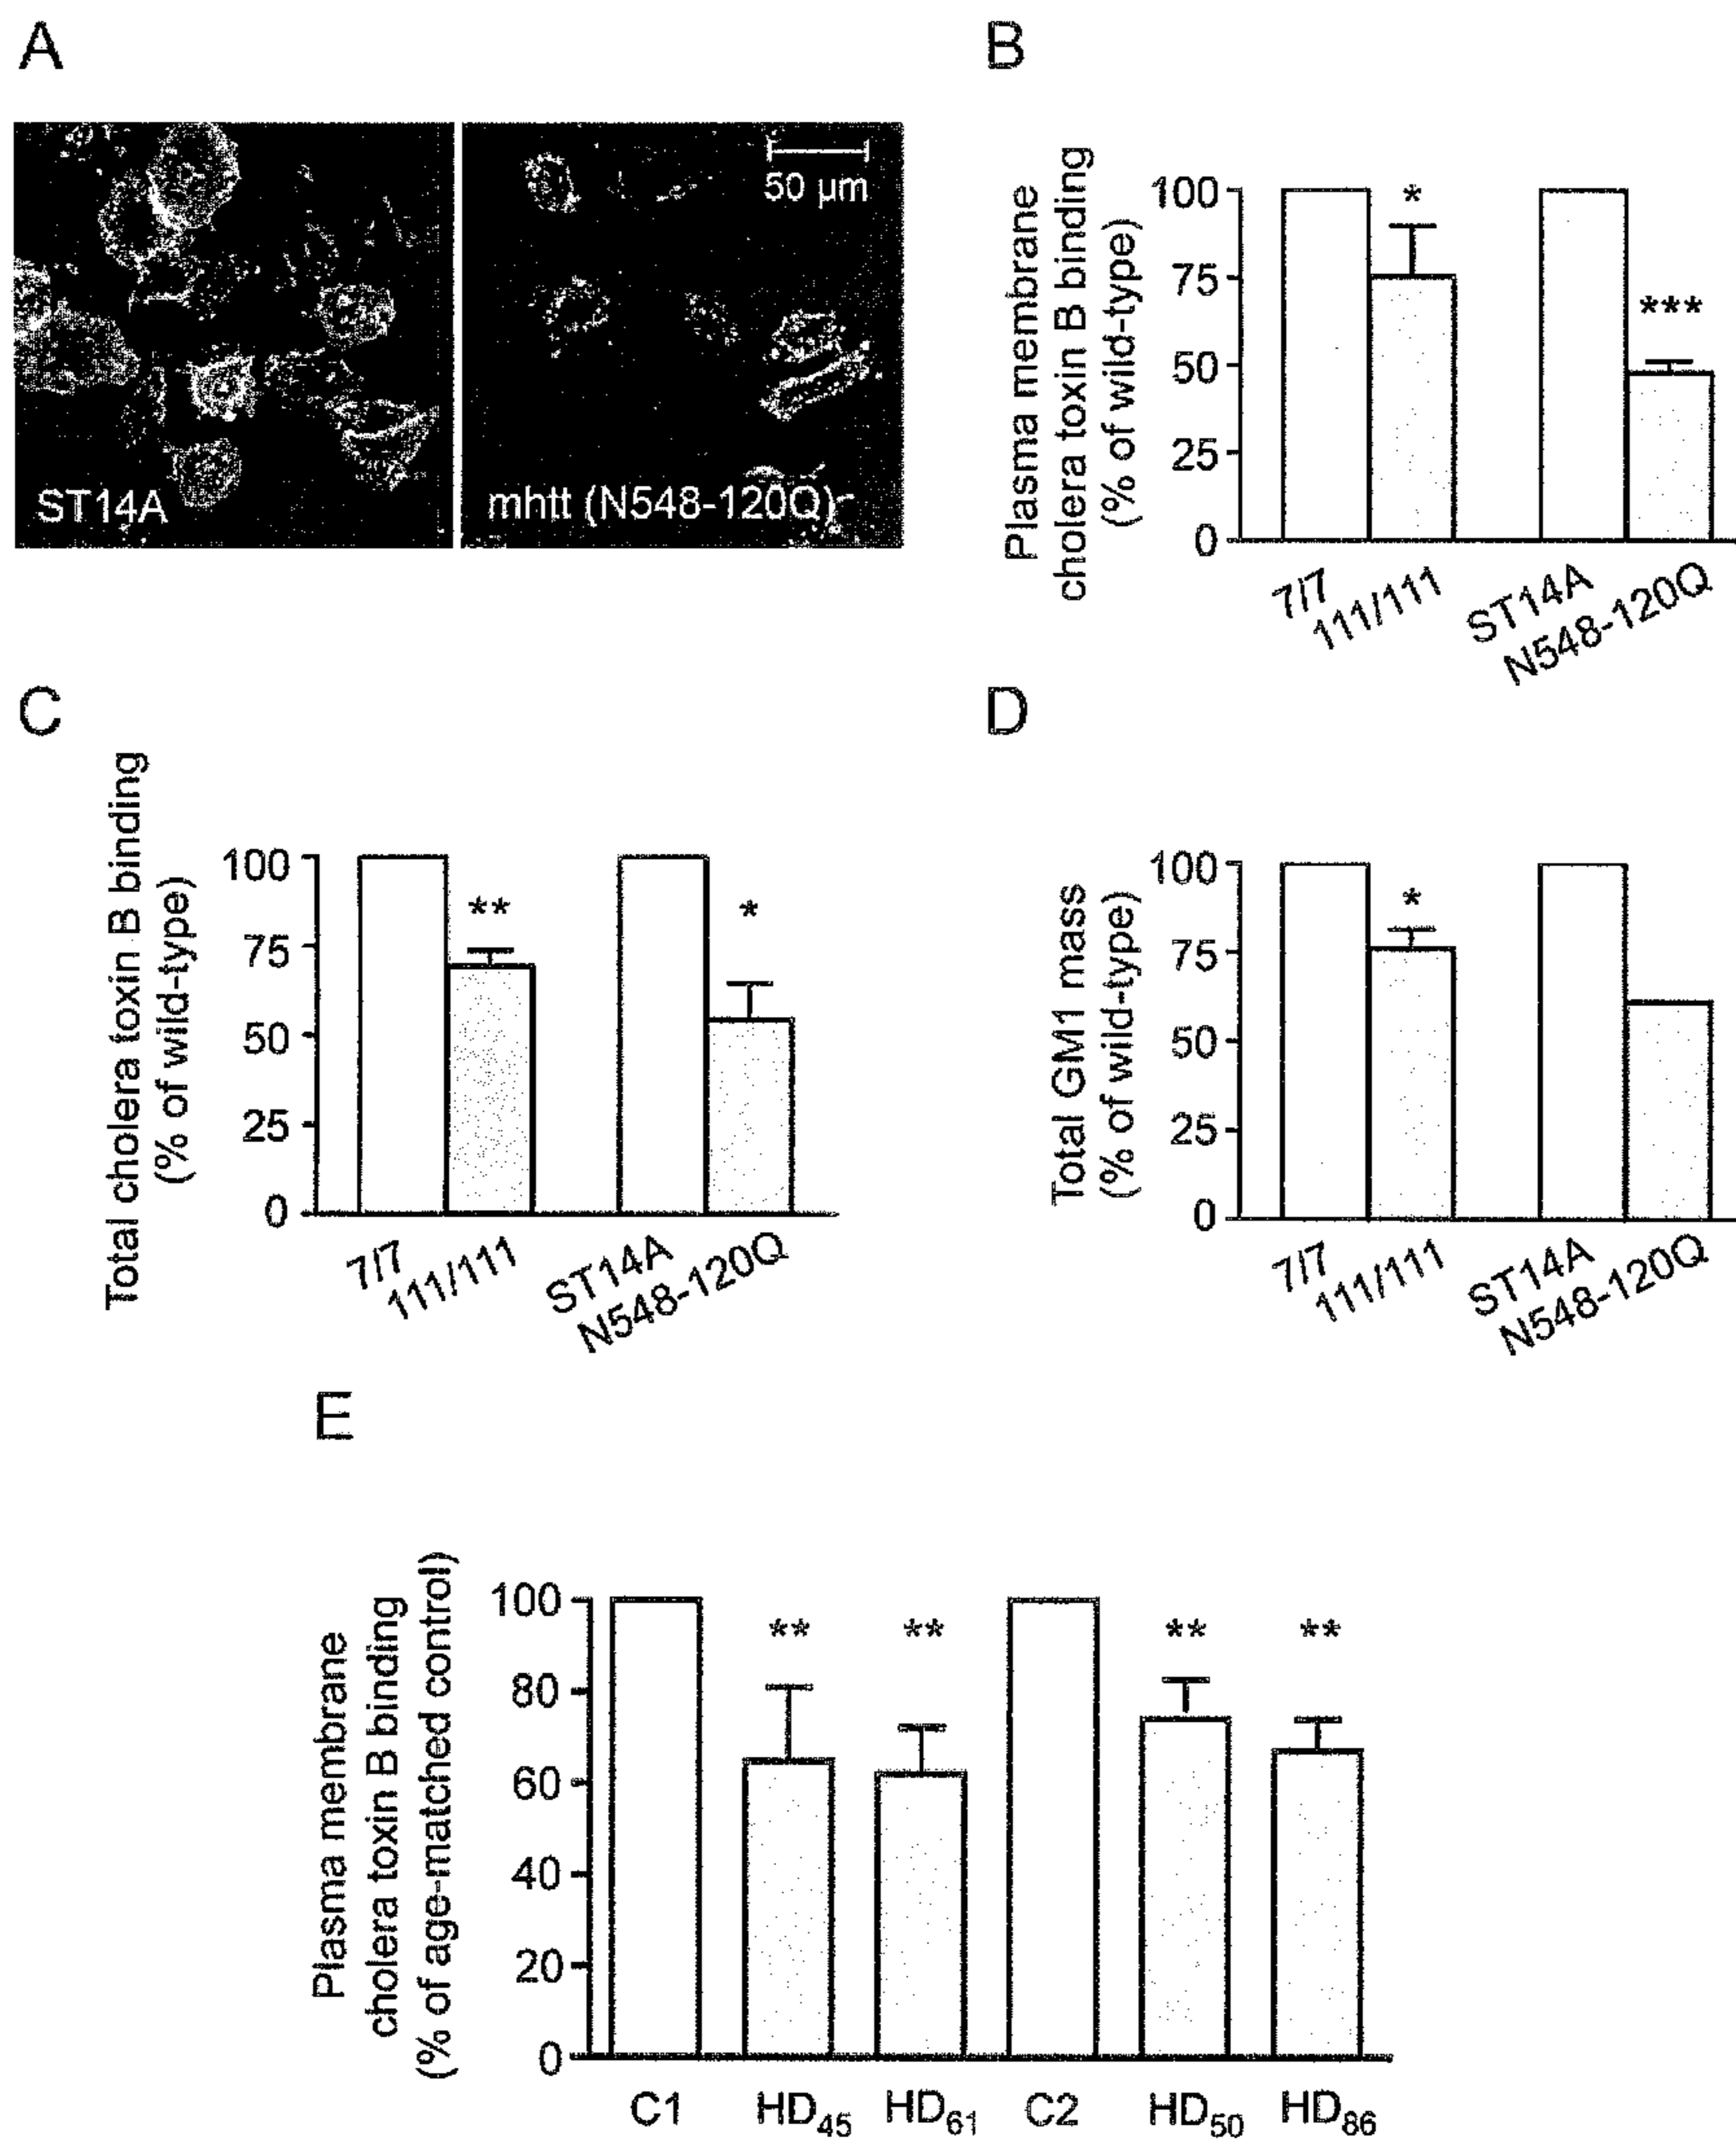 A
ST14A
50 µm
mhtt (N548-120Q)
B
Plasma membrane
cholera toxin B binding
(% of wild-type)
100
75
50
25
0
*
***
7/7
111/111
ST14A
N548-120Q
C
Total cholera toxin B binding
(% of wild-type)
100
75
50
25
0
**
*
7/7
111/111
ST14A
N548-120Q
D
Total GM1 mass
(% of wild-type)
100
75
50
25
0
*
7/7
111/111
ST14A
N548-120Q
E
Plasma membrane
cholera toxin B binding
(% of age-matched control)
100
80
60
40
20
0
** ** ** **
C1 HD45 HD61 C2 HD50 HD86